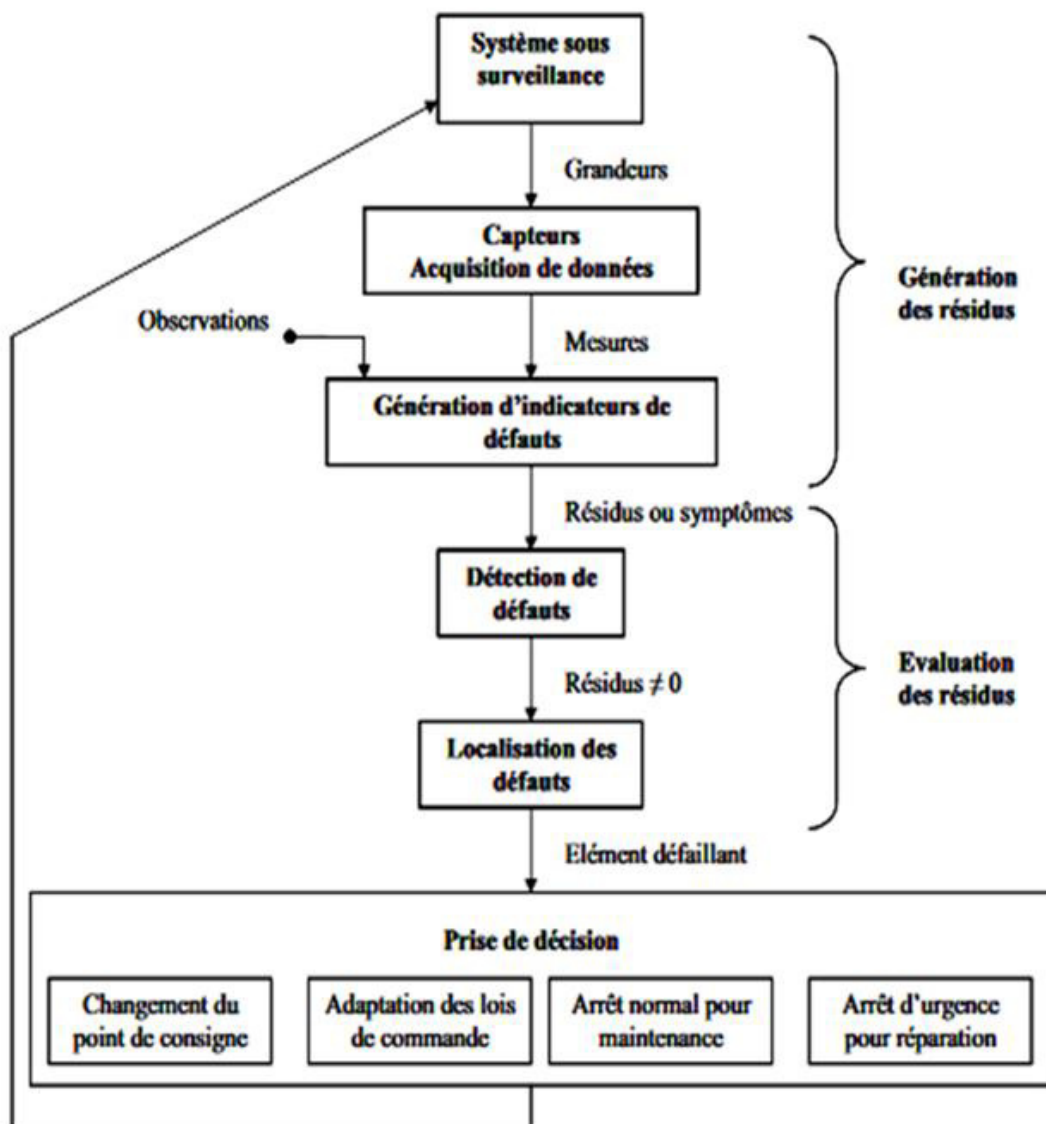 Système sous
surveillance
Grandeurs
Capteurs
Acquisition de données
Génération
des résidus
Observations
Mesures
Génération d'indicateurs de
défauts
Résidus ou symptômes
Détection de
défauts
Evaluation
des résidus
Résidus ≠ 0
Localisation des
défauts
Elément défaillant
Prise de décision
Changement du
point de consigne
Adaptation des lois
de commande
Arrêt normal pour
maintenance
Arrêt d'urgence
pour réparation